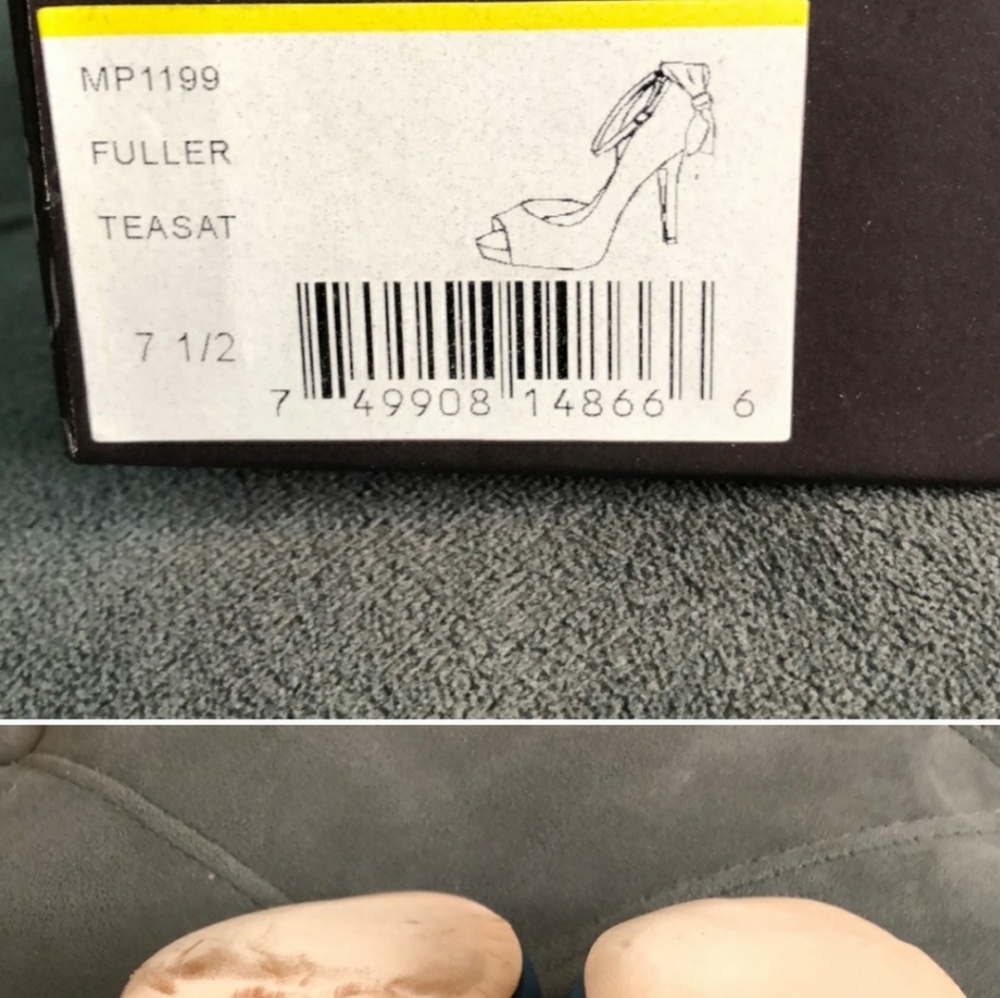 MP1199
FULLER
TEASAT
7 1/2
7 49908 14866 6